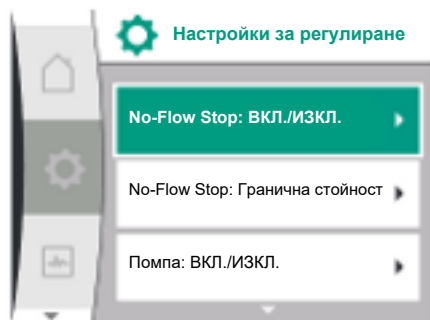 Настройки за регулиране
No-Flow Stop: ВКЛ./ИЗКЛ.
No-Flow Stop: Гранична стойност
Помпа: ВКЛ./ИЗКЛ.